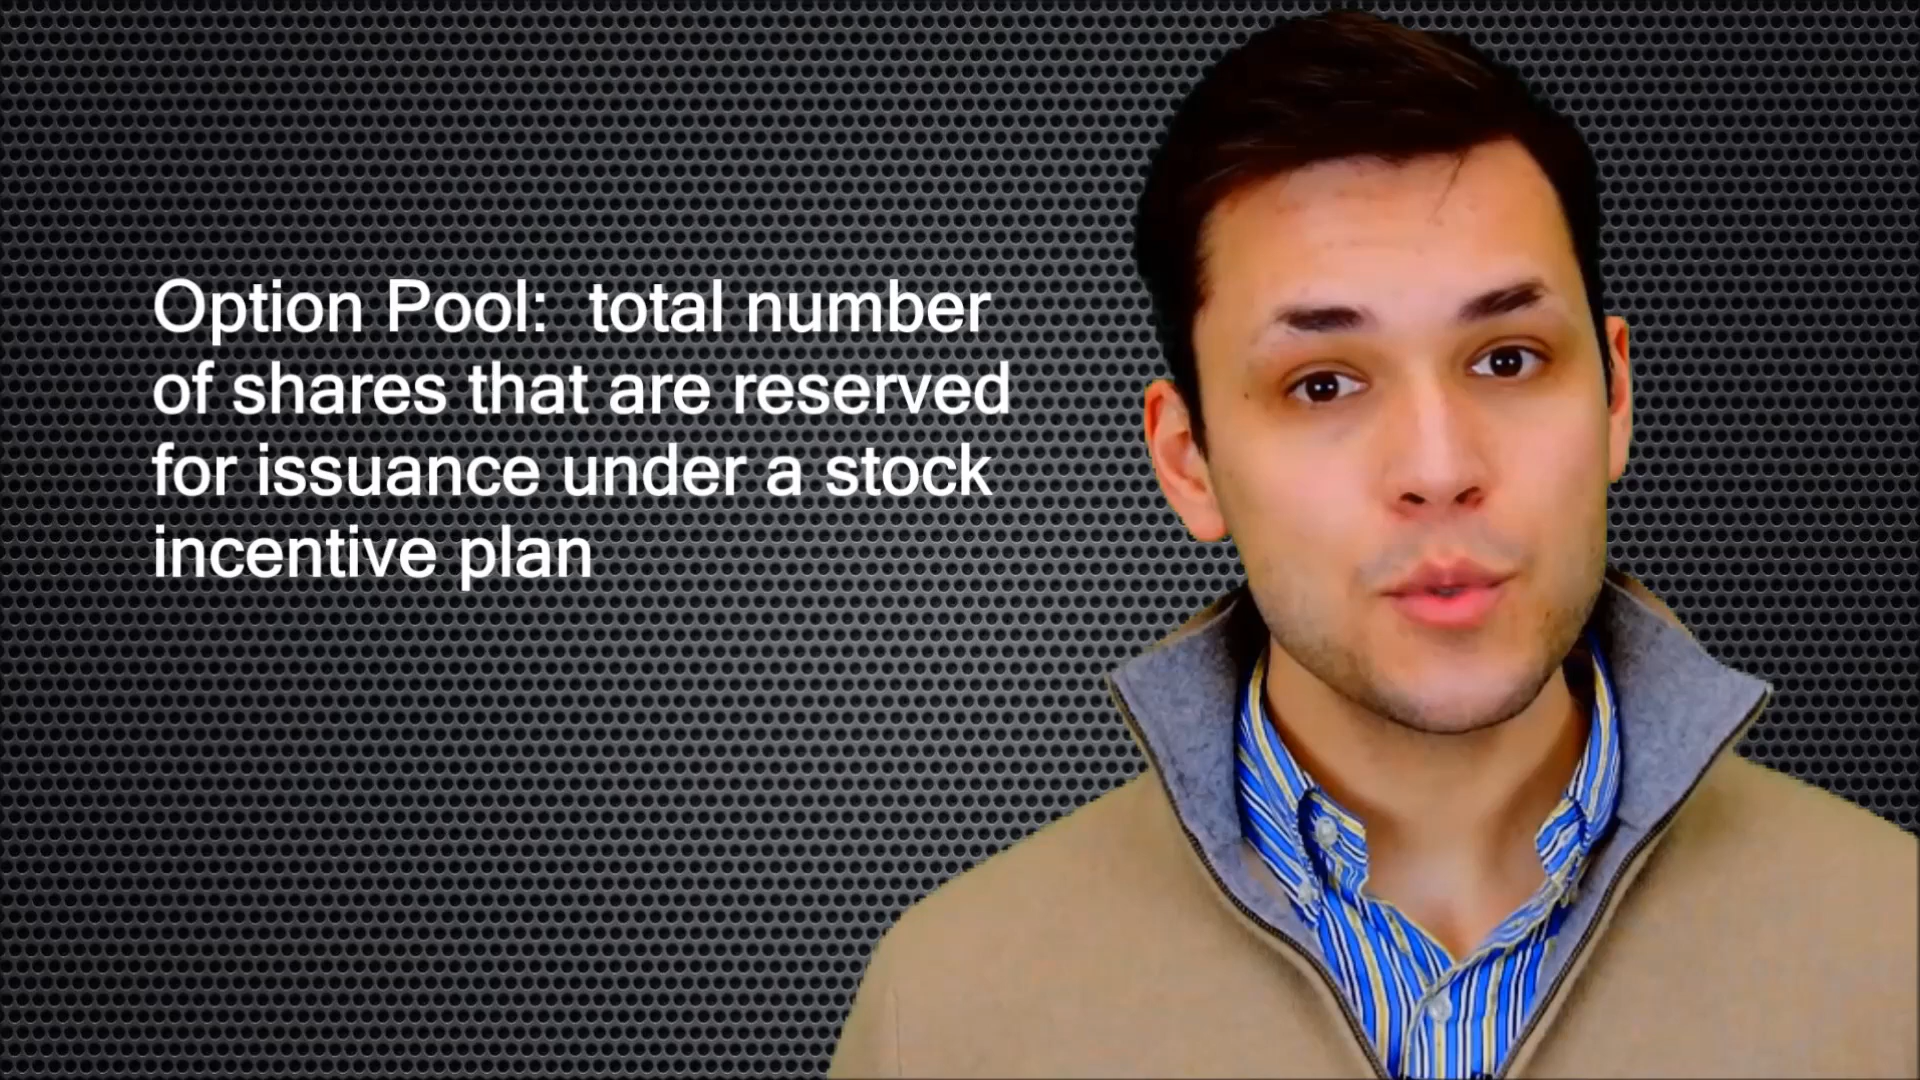 Option Pool:  total number
of shares that are reserved
for issuance under a stock
incentive plan